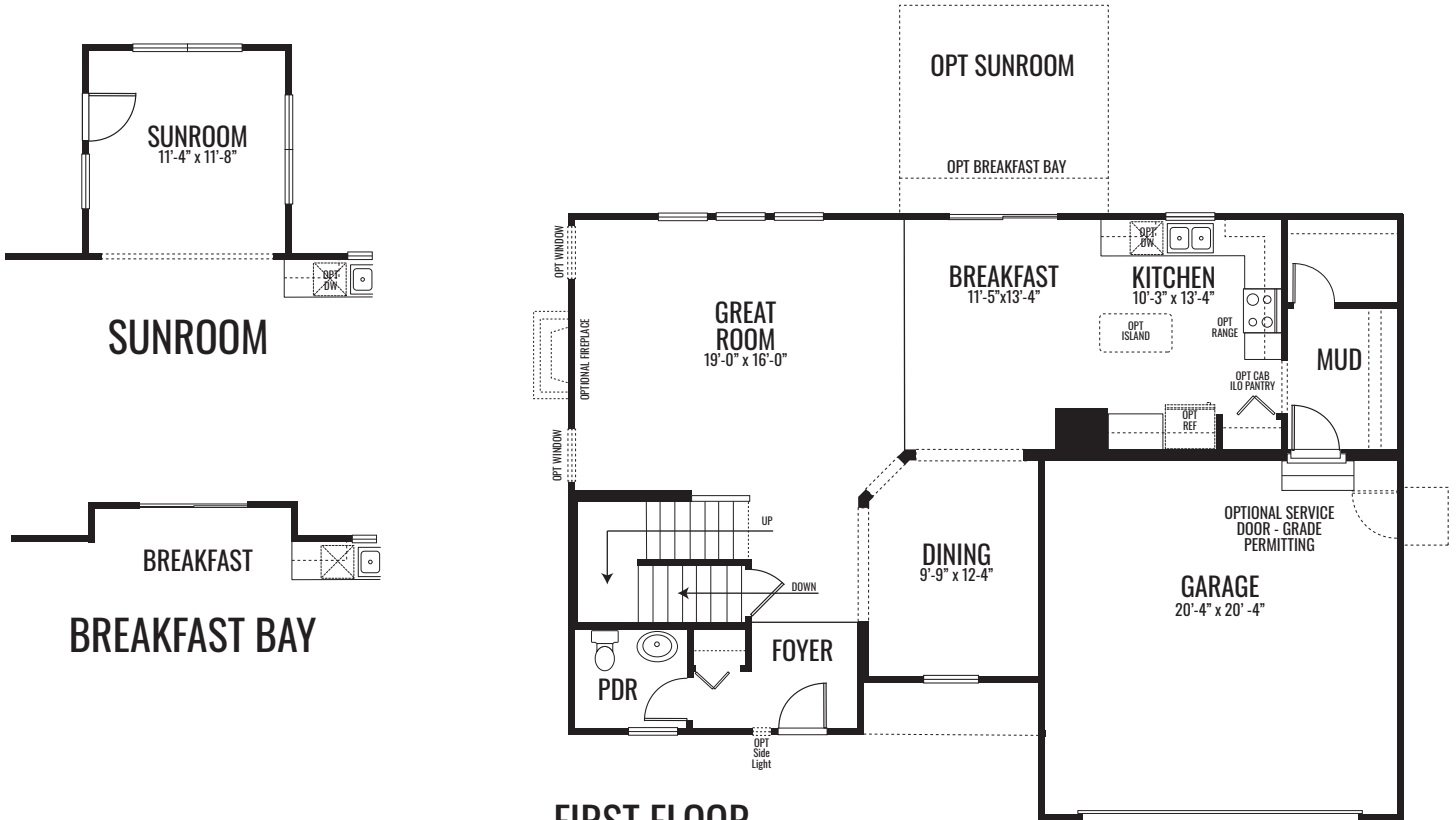 SUNROOM
11'-4" x 11'-8"
OPT
DW
SUNROOM
BREAKFAST
BREAKFAST BAY
OPT SUNROOM
OPT BREAKFAST BAY
OPT WINDOW
OPTIONAL FIREPLACE
OPT WINDOW
GREAT
ROOM
19'-0" x 16'-0"
BREAKFAST
11'-5"x13'-4"
OPT
DW
KITCHEN
10'-3" x 13'-4"
OPT
ISLAND
OPT
RANGE
OPT CAB
ILO PANTRY
OPT
REF
MUD
UP
DOWN
DINING
9'-9" x 12-4"
OPTIONAL SERVICE
DOOR - GRADE
PERMITTING
GARAGE
20'-4" x 20' -4"
FOYER
PDR
OPT
Side
Light
FIRST FLOOR